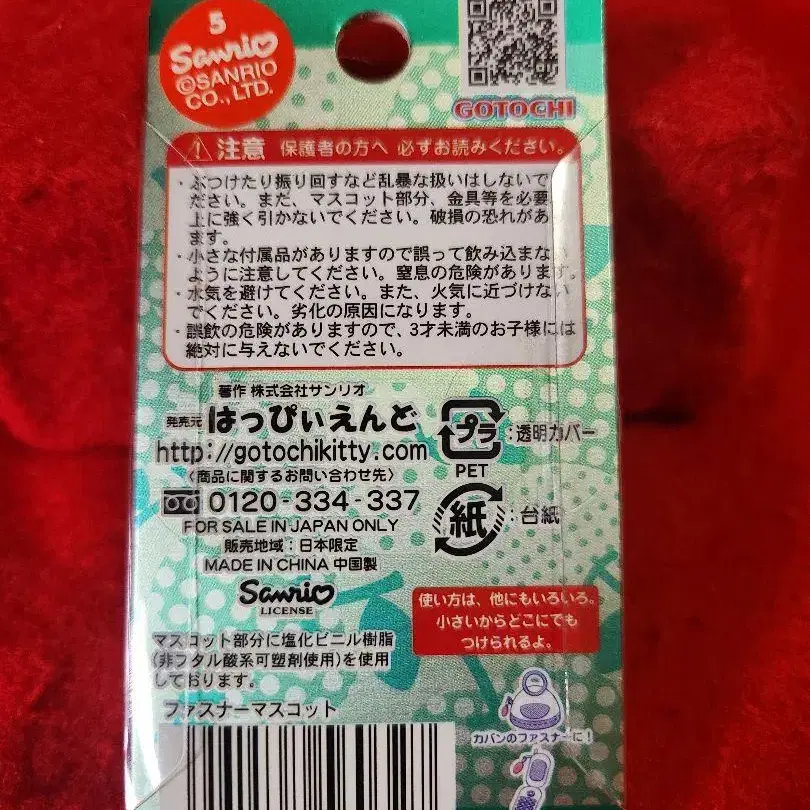 5
Sanrio
©SANRIO
CO., LTD.
GOTOCHI
注意 保護者の方へ 必ずお読みください。
・ぶつけたり振り回すなど乱暴な扱いはしないで
ださい。また、マスコット部分、金具等を必要
上に強く引かないでください。破損の恐れがあ
ます。
・小さな付属品がありますので誤って飲み込まな
ように注意してください。窒息の危険があります。
・水気を避けてください。また、火気に近づけない
でください。劣化の原因になります。
・誤飲の危険がありますので、3才未満のお子様には
絶対に与えないでください。
著作 株式会社サンリオ
発売元 はっぴぃえんど
http://gotochikitty.com
〈商品に関するお問い合わせ先〉
0120-334-337
FOR SALE IN JAPAN ONLY
販売地域：日本限定
MADE IN CHINA 中国製
Sanrio
LICENSE
プラ :透明カバー
PET
紙 :台紙
マスコット部分に塩化ビニル樹脂
(非フタル酸系可塑剤使用)を使用
しております。
ファスナーマスコット
使い方は、他にもいろいろ。
小さいからどこにでも
つけられるよ。
カバンのファスナーに!